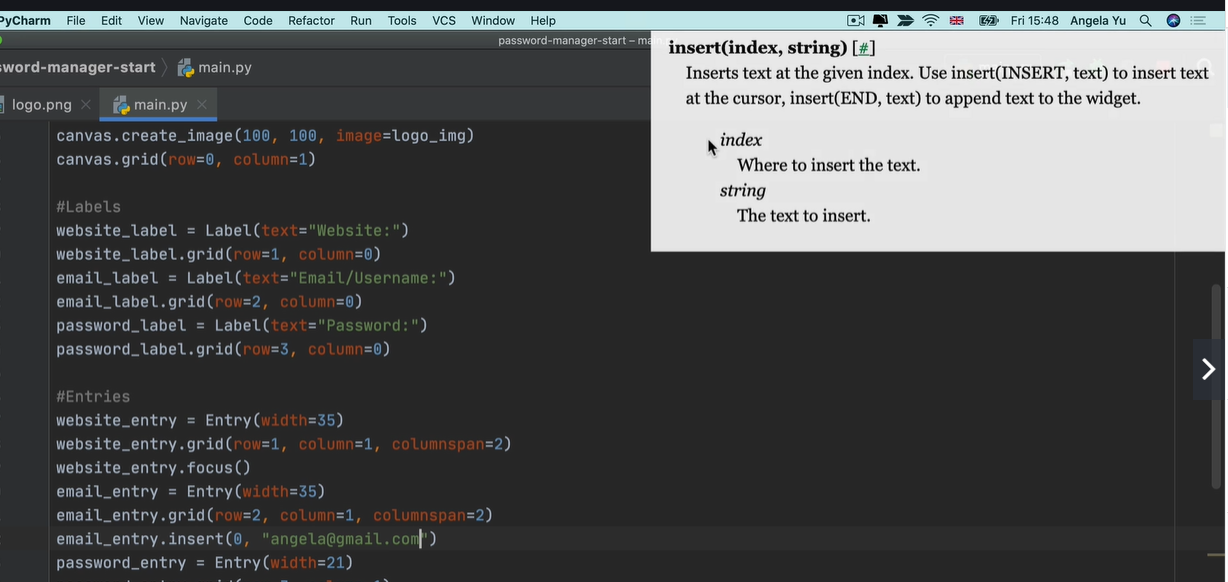 PyCharm File Edit View Navigate Code Refactor Run Tools VCS Window Help Fri 15:48 Angela Yu
password-manager-start – main
insert(index, string) [#]
Inserts text at the given index. Use insert(INSERT, text) to insert text
at the cursor, insert(END, text) to append text to the widget.
index
Where to insert the text.
string
The text to insert.
sword-manager-start main.py
logo.png main.py
canvas.create_image(100, 100, image=logo_img)
canvas.grid(row=0, column=1)
#Labels
website_label = Label(text="Website:")
website_label.grid(row=1, column=0)
email_label = Label(text="Email/Username:")
email_label.grid(row=2, column=0)
password_label = Label(text="Password:")
password_label.grid(row=3, column=0)
#Entries
website_entry = Entry(width=35)
website_entry.grid(row=1, column=1, columnspan=2)
website_entry.focus()
email_entry = Entry(width=35)
email_entry.grid(row=2, column=1, columnspan=2)
email_entry.insert(0, "angela@gmail.com")
password_entry = Entry(width=21)